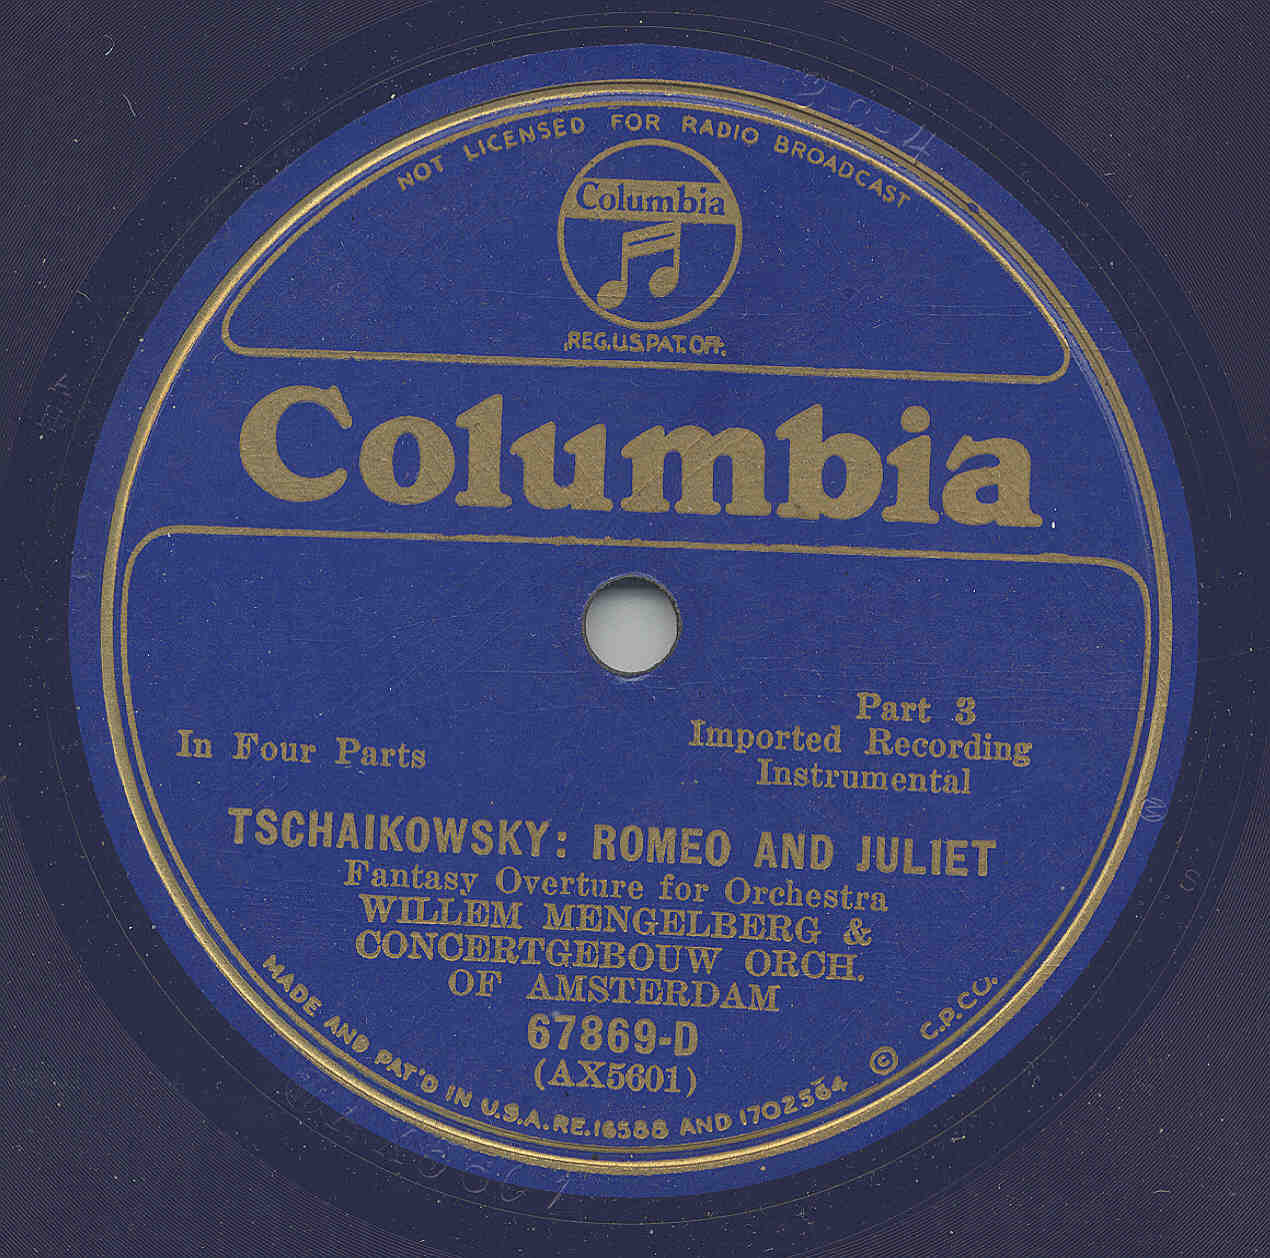 NOT LICENSED FOR RADIO BROADCAST
Columbia
REG.U.S.PAT.OFF.
Columbia
Part 3
In Four Parts
Imported Recording
Instrumental
TSCHAIKOWSKY: ROMEO AND JULIET
Fantasy Overture for Orchestra
WILLEM MENGELBERG &
CONCERTGEBOUW ORCH.
OF AMSTERDAM
67869-D
(AX5601)
MADE AND PAT'D IN U.S.A. RE.16588 AND 1702564 © C.P.CO.